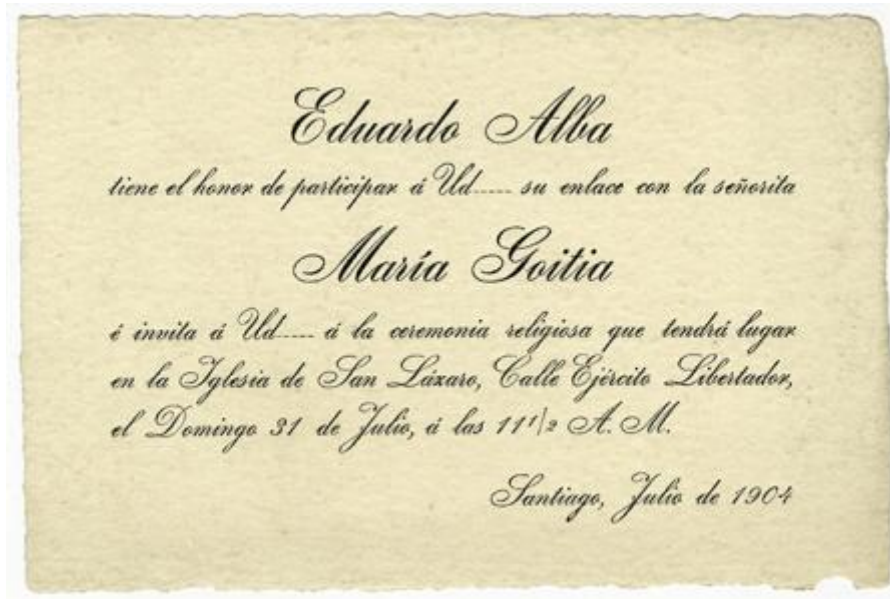 Eduardo Alba
tiene el honor de participar á Ud..... su enlace con la señorita
María Goitia
é invita á Ud..... á la ceremonia religiosa que tendrá lugar
en la Iglesia de San Lázaro, Calle Ejército Libertador,
el Domingo 31 de Julio, á las 11 1/2 A. M.
Santiago, Julio de 1904